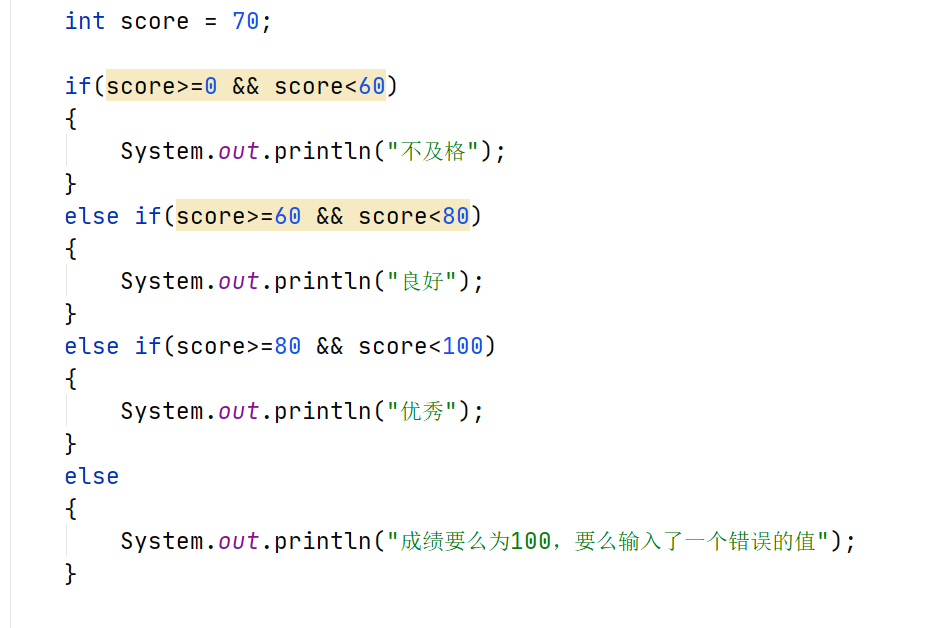 int score = 70;
if(score>=0 && score<60)
{
System.out.println("不及格");
}
else if(score>=60 && score<80)
{
System.out.println("良好");
}
else if(score>=80 && score<100)
{
System.out.println("优秀");
}
else
{
System.out.println("成绩要么为100，要么输入了一个错误的值");
}